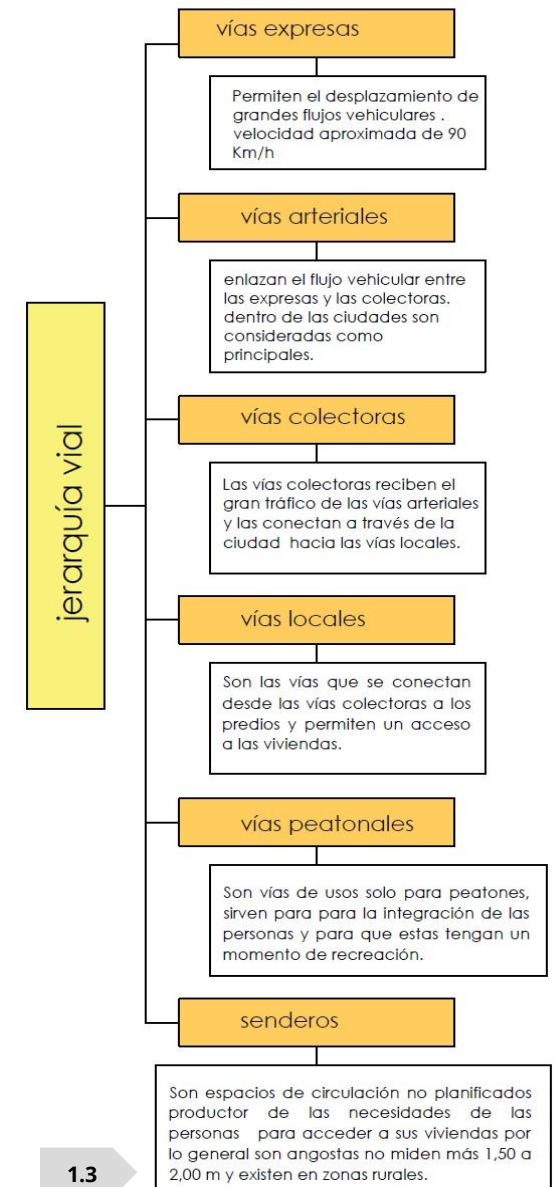 jerarquía vial
vías expresas
Permiten el desplazamiento de
grandes flujos vehiculares .
velocidad aproximada de 90
Km/h
vías arteriales
enlazan el flujo vehicular entre
las expresas y las colectoras.
dentro de las ciudades son
consideradas como
principales.
vías colectoras
Las vías colectoras reciben el
gran tráfico de las vías arteriales
y las conectan a través de la
ciudad hacia las vías locales.
vías locales
Son las vías que se conectan
desde las vías colectoras a los
predios y permiten un acceso
a las viviendas.
vías peatonales
Son vías de usos solo para peatones,
sirven para para la integración de las
personas y para que estas tengan un
momento de recreación.
senderos
Son espacios de circulación no planificados
productor de las necesidades de las
personas para acceder a sus viviendas por
lo general son angostas no miden más 1,50 a
2,00 m y existen en zonas rurales.
1.3